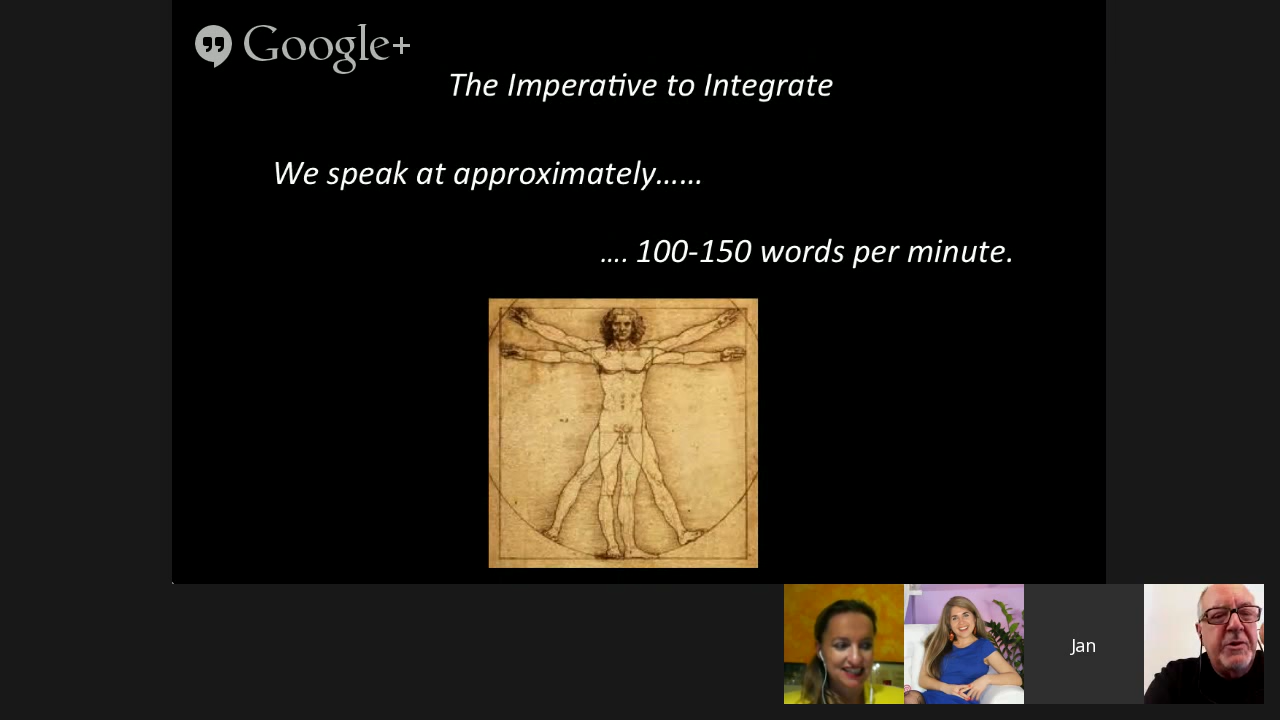 Google+
The Imperative to Integrate
We speak at approximately......
.... 100-150 words per minute.
Jan